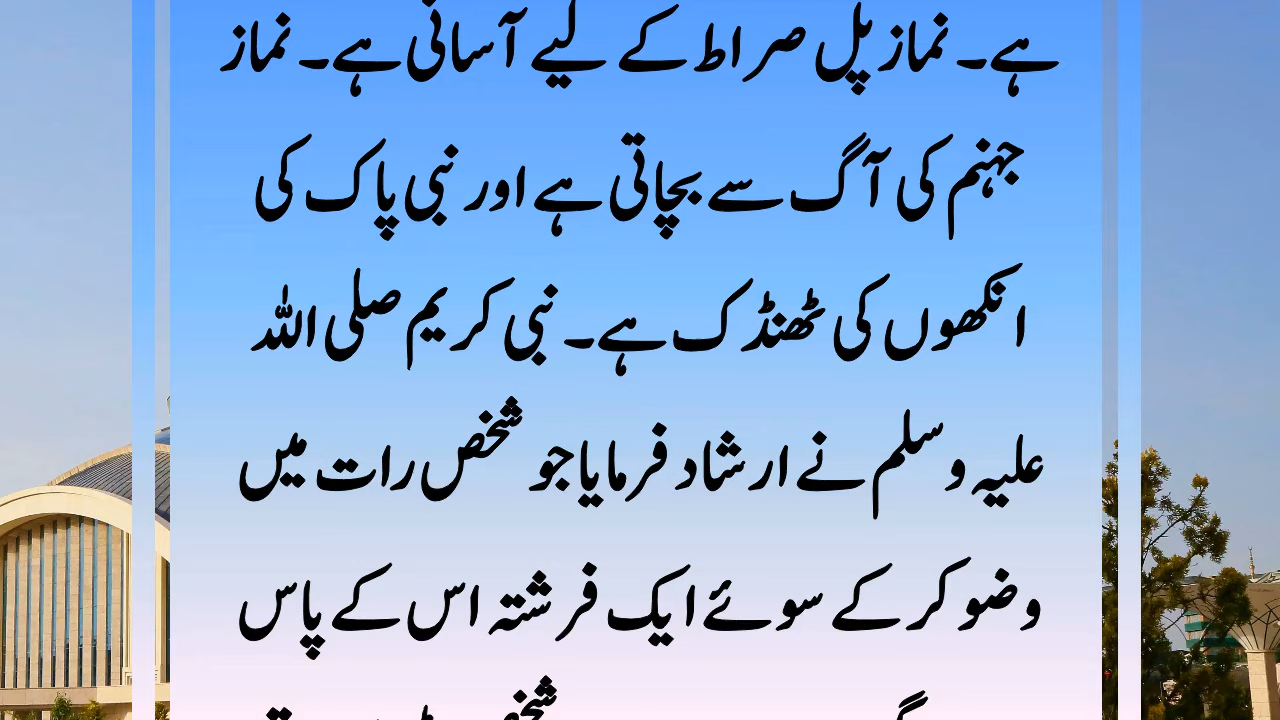 ہے۔ نماز پل صراط کے لیے آسانی ہے۔ نماز
جہنم کی آگ سے بچاتی ہے اور نبی پاک کی
انکھوں کی ٹھنڈک ہے۔ نبی کریم صلی اللہ
علیہ وسلم نے ارشاد فرمایا جو شخص رات میں
وضو کر کے سوئے ایک فرشتہ اس کے پاس
شخص